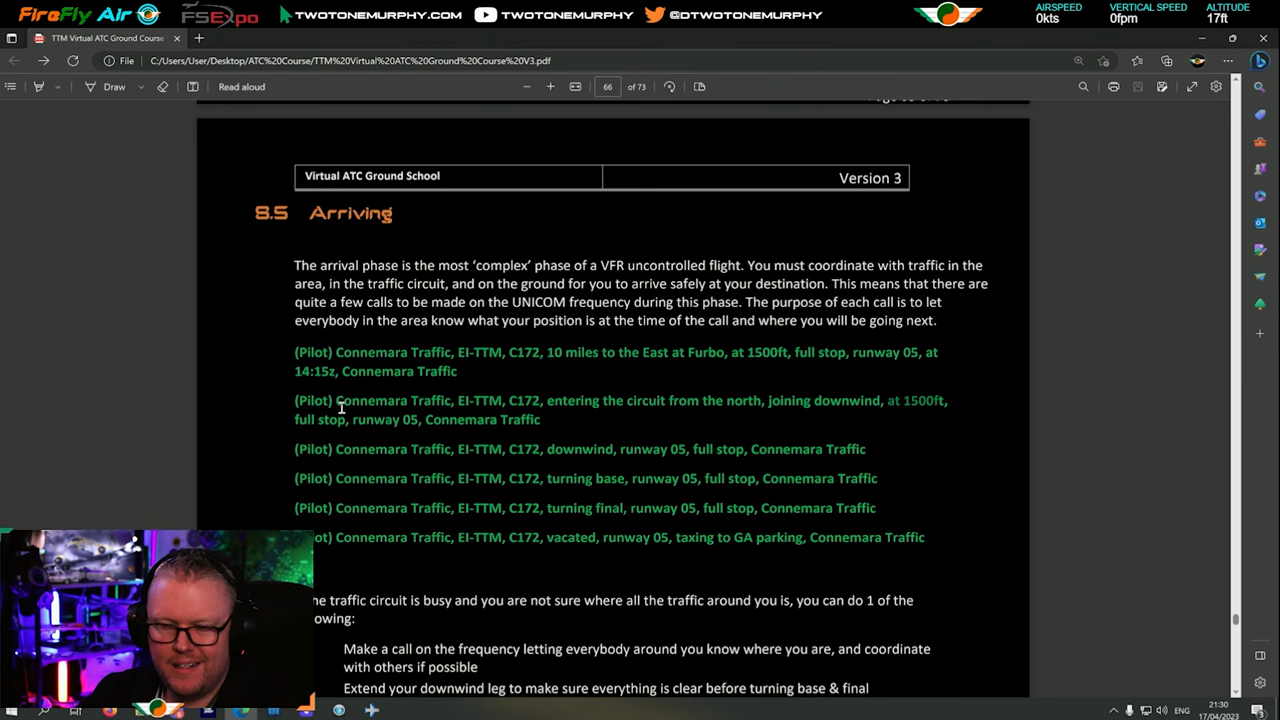 FireFly Air FSExpo TWOTONEMURPHY.COM TWOTONEMURPHY @DTWOTONEMURPHY AIRSPEED VERTICAL SPEED ALTITUDE
0kts 0fpm 17ft
TTM Virtual ATC Ground Course
File C:/Users/User/Desktop/ATC%20Course/TTM%20Virtual%20ATC%20Ground%20Course%20V3.pdf
Draw Read aloud 66 of 73
Virtual ATC Ground School Version 3
8.5 Arriving
The arrival phase is the most ‘complex’ phase of a VFR uncontrolled flight. You must coordinate with traffic in the
area, in the traffic circuit, and on the ground for you to arrive safely at your destination. This means that there are
quite a few calls to be made on the UNICOM frequency during this phase. The purpose of each call is to let
everybody in the area know what your position is at the time of the call and where you will be going next.
(Pilot) Connemara Traffic, EI-TTM, C172, 10 miles to the East at Furbo, at 1500ft, full stop, runway 05, at
14:15z, Connemara Traffic
(Pilot) Connemara Traffic, EI-TTM, C172, entering the circuit from the north, joining downwind, at 1500ft,
full stop, runway 05, Connemara Traffic
(Pilot) Connemara Traffic, EI-TTM, C172, downwind, runway 05, full stop, Connemara Traffic
(Pilot) Connemara Traffic, EI-TTM, C172, turning base, runway 05, full stop, Connemara Traffic
(Pilot) Connemara Traffic, EI-TTM, C172, turning final, runway 05, full stop, Connemara Traffic
Connemara Traffic, EI-TTM, C172, vacated, runway 05, taxing to GA parking, Connemara Traffic
the traffic circuit is busy and you are not sure where all the traffic around you is, you can do 1 of the
Make a call on the frequency letting everybody around you know where you are, and coordinate
with others if possible
Extend your downwind leg to make sure everything is clear before turning base & final
ENG 21:30
17/04/2023